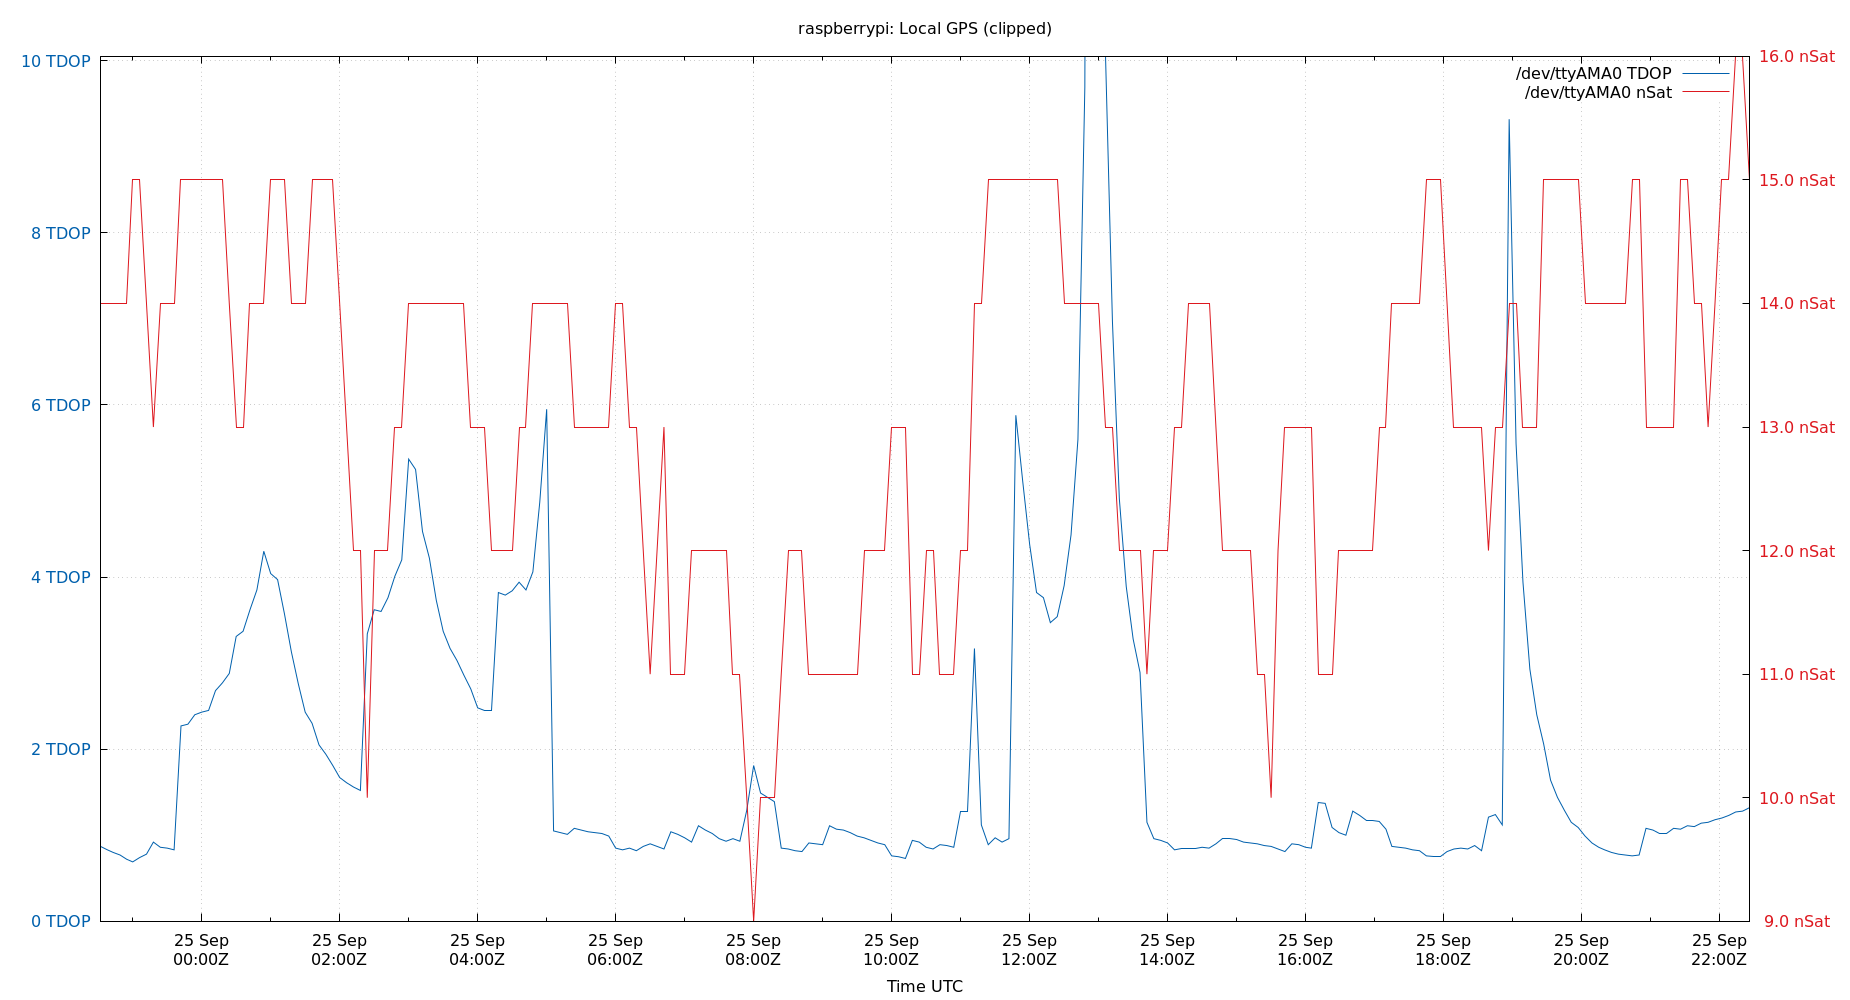 raspberrypi: Local GPS (clipped)
10 TDOP
8 TDOP
6 TDOP
4 TDOP
2 TDOP
0 TDOP
16.0 nSat
15.0 nSat
14.0 nSat
13.0 nSat
12.0 nSat
11.0 nSat
10.0 nSat
9.0 nSat
/dev/ttyAMA0 TDOP
/dev/ttyAMA0 nSat
25 Sep 25 Sep 25 Sep 25 Sep 25 Sep 25 Sep 25 Sep 25 Sep 25 Sep 25 Sep 25 Sep 25 Sep
00:00Z 02:00Z 04:00Z 06:00Z 08:00Z 10:00Z 12:00Z 14:00Z 16:00Z 18:00Z 20:00Z 22:00Z
Time UTC